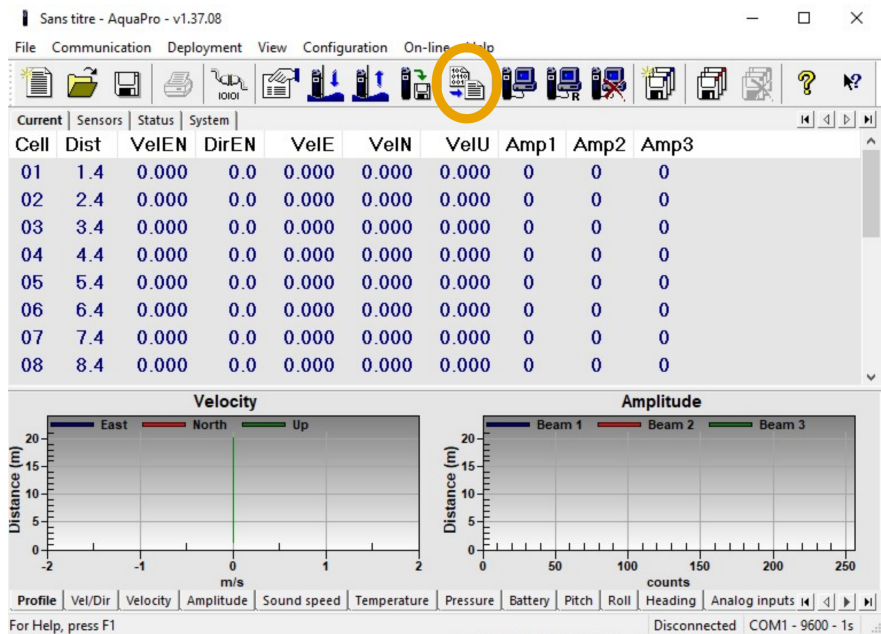 Sans titre - AquaPro - v1.37.08
File Communication Deployment View Configuration On-line Help
Current Sensors Status System
Cell Dist VelEN DirEN VelE VelN VelU Amp1 Amp2 Amp3
01 1.4 0.000 0.0 0.000 0.000 0.000 0 0 0
02 2.4 0.000 0.0 0.000 0.000 0.000 0 0 0
03 3.4 0.000 0.0 0.000 0.000 0.000 0 0 0
04 4.4 0.000 0.0 0.000 0.000 0.000 0 0 0
05 5.4 0.000 0.0 0.000 0.000 0.000 0 0 0
06 6.4 0.000 0.0 0.000 0.000 0.000 0 0 0
07 7.4 0.000 0.0 0.000 0.000 0.000 0 0 0
08 8.4 0.000 0.0 0.000 0.000 0.000 0 0 0
Velocity
East North Up
Distance (m)
20
15
10
5
0
-2 -1 0 1 2
m/s
Amplitude
Beam 1 Beam 2 Beam 3
Distance (m)
20
15
10
5
0
0 50 100 150 200 250
counts
Profile Vel/Dir Velocity Amplitude Sound speed Temperature Pressure Battery Pitch Roll Heading Analog inputs
For Help, press F1
Disconnected COM1 - 9600 - 1s